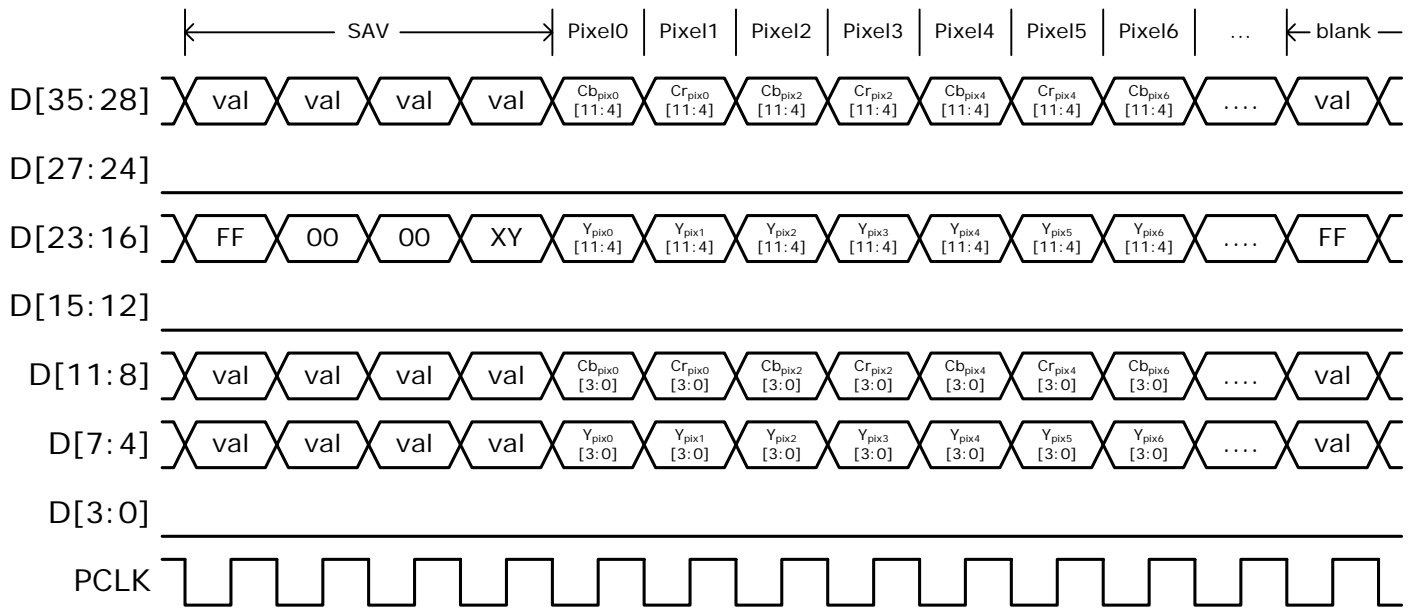 SAV Pixel0 Pixel1 Pixel2 Pixel3 Pixel4 Pixel5 Pixel6 ... blank
D[35:28] val val val val Cbpix0 [11:4] Crpix0 [11:4] Cbpix2 [11:4] Crpix2 [11:4] Cbpix4 [11:4] Crpix4 [11:4] Cbpix6 [11:4] .... val
D[27:24]
D[23:16] FF 00 00 XY Ypix0 [11:4] Ypix1 [11:4] Ypix2 [11:4] Ypix3 [11:4] Ypix4 [11:4] Ypix5 [11:4] Ypix6 [11:4] .... FF
D[15:12]
D[11:8] val val val val Cbpix0 [3:0] Crpix0 [3:0] Cbpix2 [3:0] Crpix2 [3:0] Cbpix4 [3:0] Crpix4 [3:0] Cbpix6 [3:0] .... val
D[7:4] val val val val Ypix0 [3:0] Ypix1 [3:0] Ypix2 [3:0] Ypix3 [3:0] Ypix4 [3:0] Ypix5 [3:0] Ypix6 [3:0] .... val
D[3:0]
PCLK